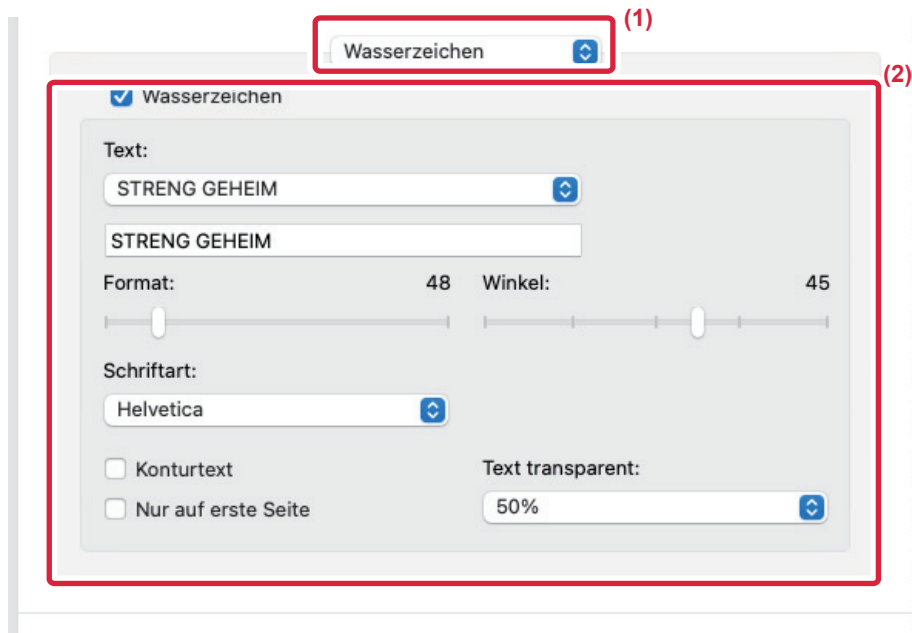 (1)
Wasserzeichen
(2)
Wasserzeichen
Text:
STRENG GEHEIM
STRENG GEHEIM
Format: 48 Winkel: 45
Schriftart:
Helvetica
Konturtext Text transparent:
Nur auf erste Seite 50%